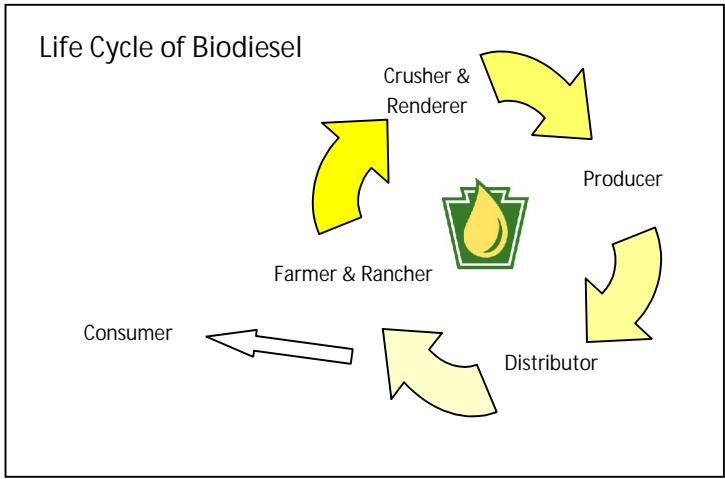 Life Cycle of Biodiesel
Crusher &
Renderer
Producer
Farmer & Rancher
Consumer
Distributor